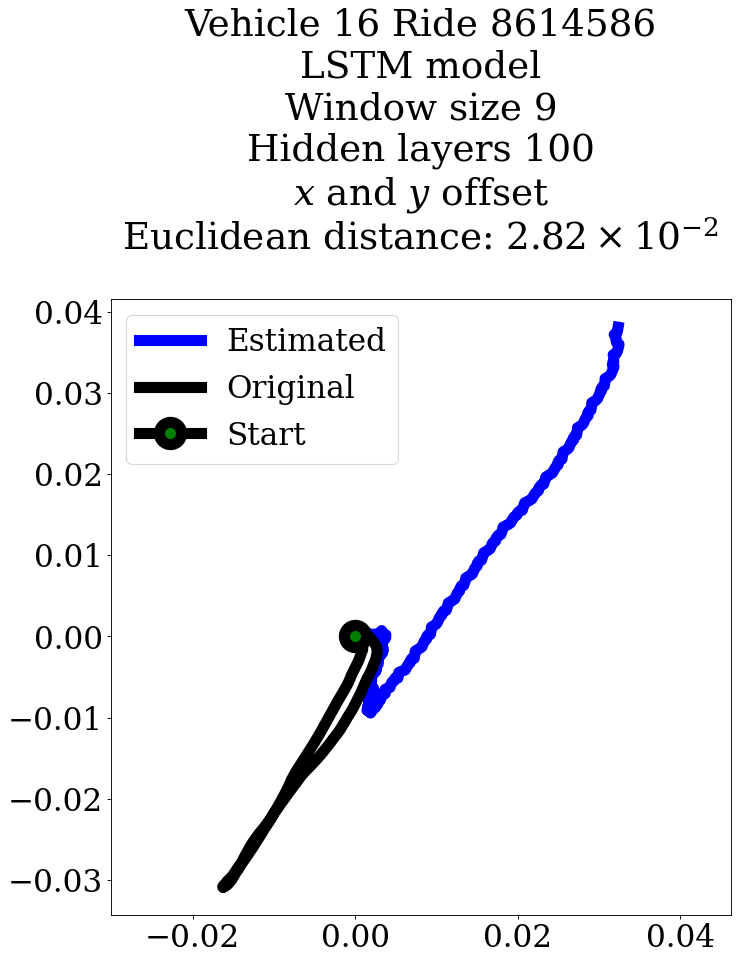 Vehicle 16 Ride 8614586
LSTM model
Window size 9
Hidden layers 100
x and y offset
Euclidean distance: 2.82 × 10⁻²
Estimated
Original
Start
0.04
0.03
0.02
0.01
0.00
−0.01
−0.02
−0.03
−0.02
0.00
0.02
0.04